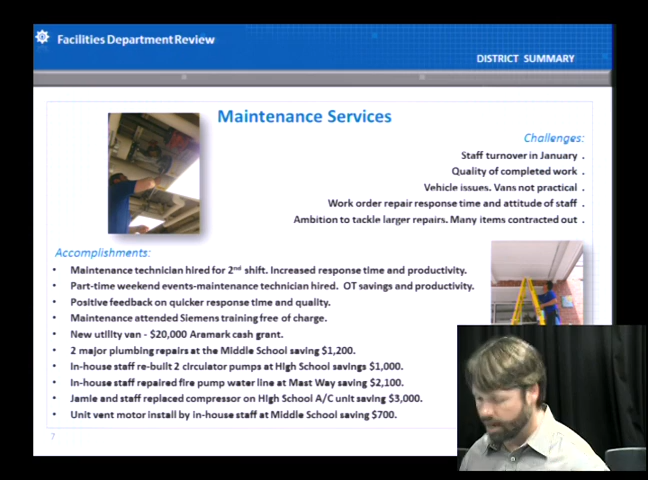 Facilities Department Review
DISTRICT SUMMARY
Maintenance Services
Challenges:
Staff turnover in January .
Quality of completed work .
Vehicle issues. Vans not practical .
Work order repair response time and attitude of staff .
Ambition to tackle larger repairs. Many items contracted out .
Accomplishments:
• Maintenance technician hired for 2nd shift. Increased response time and productivity.
• Part-time weekend events-maintenance technician hired. OT savings and productivity.
• Positive feedback on quicker response time and quality.
• Maintenance attended Siemens training free of charge.
• New utility van - $20,000 Aramark cash grant.
• 2 major plumbing repairs at the Middle School saving $1,200.
• In-house staff re-built 2 circulator pumps at High School savings $1,000.
• In-house staff repaired fire pump water line at Mast Way saving $2,100.
• Jamie and staff replaced compressor on High School A/C unit saving $3,000.
• Unit vent motor install by in-house staff at Middle School saving $700.
7